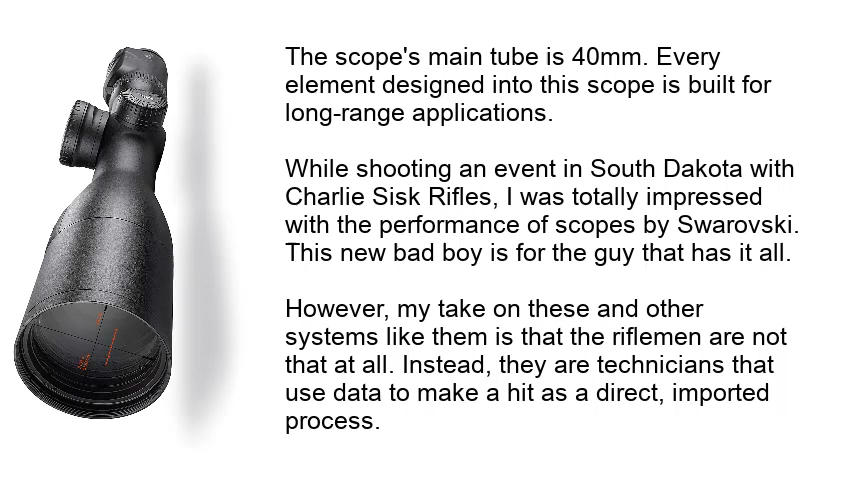 The scope's main tube is 40mm. Every
element designed into this scope is built for
long-range applications.
While shooting an event in South Dakota with
Charlie Sisk Rifles, I was totally impressed
with the performance of scopes by Swarovski.
This new bad boy is for the guy that has it all.
However, my take on these and other
systems like them is that the riflemen are not
that at all. Instead, they are technicians that
use data to make a hit as a direct, imported
process.